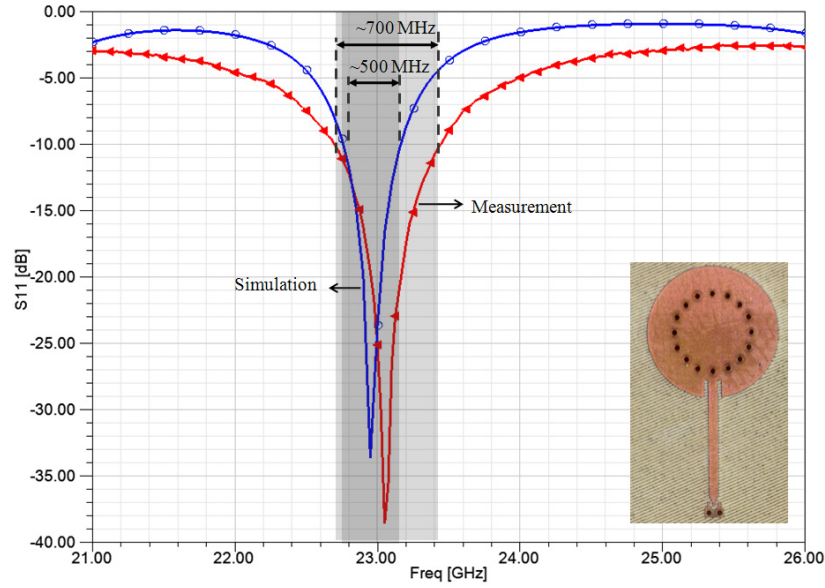 0.00
-5.00
-10.00
-15.00
-20.00
-25.00
-30.00
-35.00
-40.00
S11 [dB]
~700 MHz
~500 MHz
Measurement
Simulation
21.00
22.00
23.00
24.00
25.00
26.00
Freq [GHz]